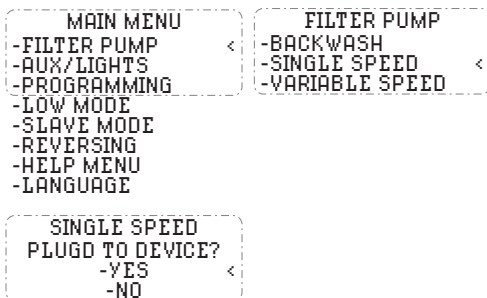 MAIN MENU
-FILTER PUMP <
-AUX/LIGHTS
-PROGRAMMING
-LOW MODE
-SLAVE MODE
-REVERSING
-HELP MENU
-LANGUAGE
FILTER PUMP
-BACKWASH
-SINGLE SPEED <
-VARIABLE SPEED
SINGLE SPEED
PLUGD TO DEVICE?
-YES <
-NO